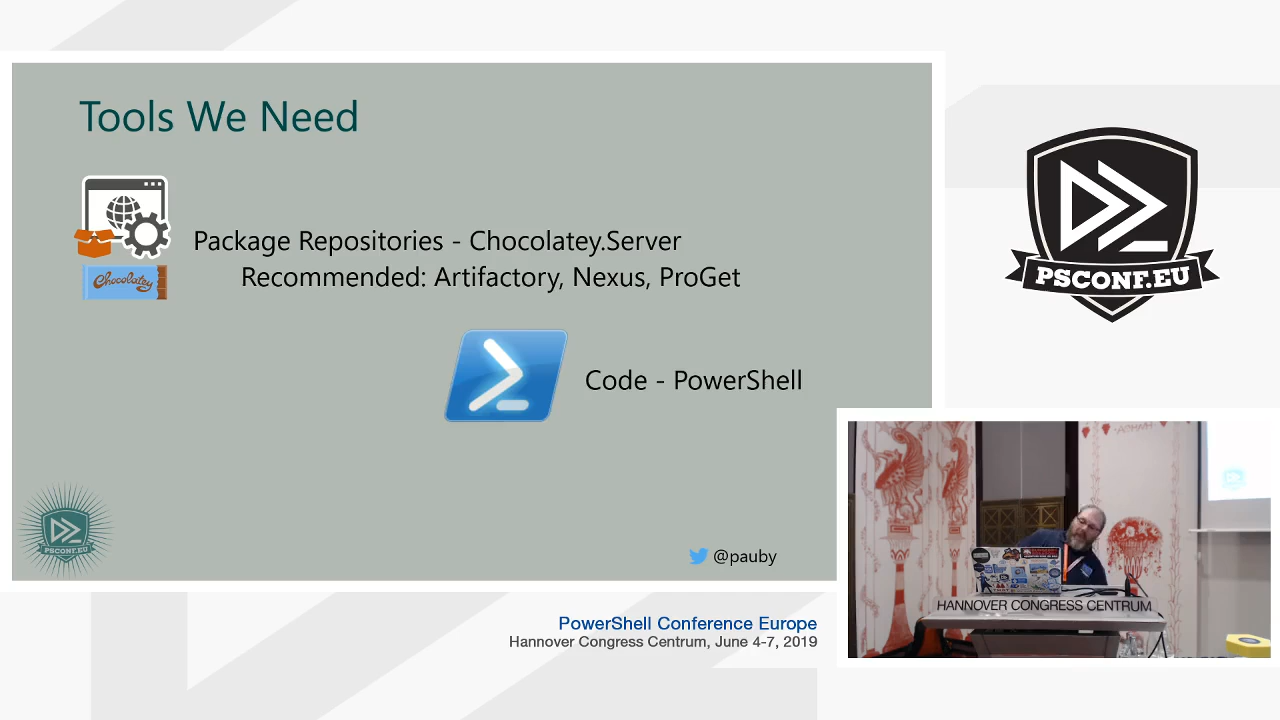 Tools We Need
Package Repositories - Chocolatey.Server
Chocolatey
Recommended: Artifactory, Nexus, ProGet
Code - PowerShell
PSCONF.EU
@pauby
PSCONF.EU
HANNOVER CONGRESS CENTRUM
PowerShell Conference Europe
Hannover Congress Centrum, June 4-7, 2019